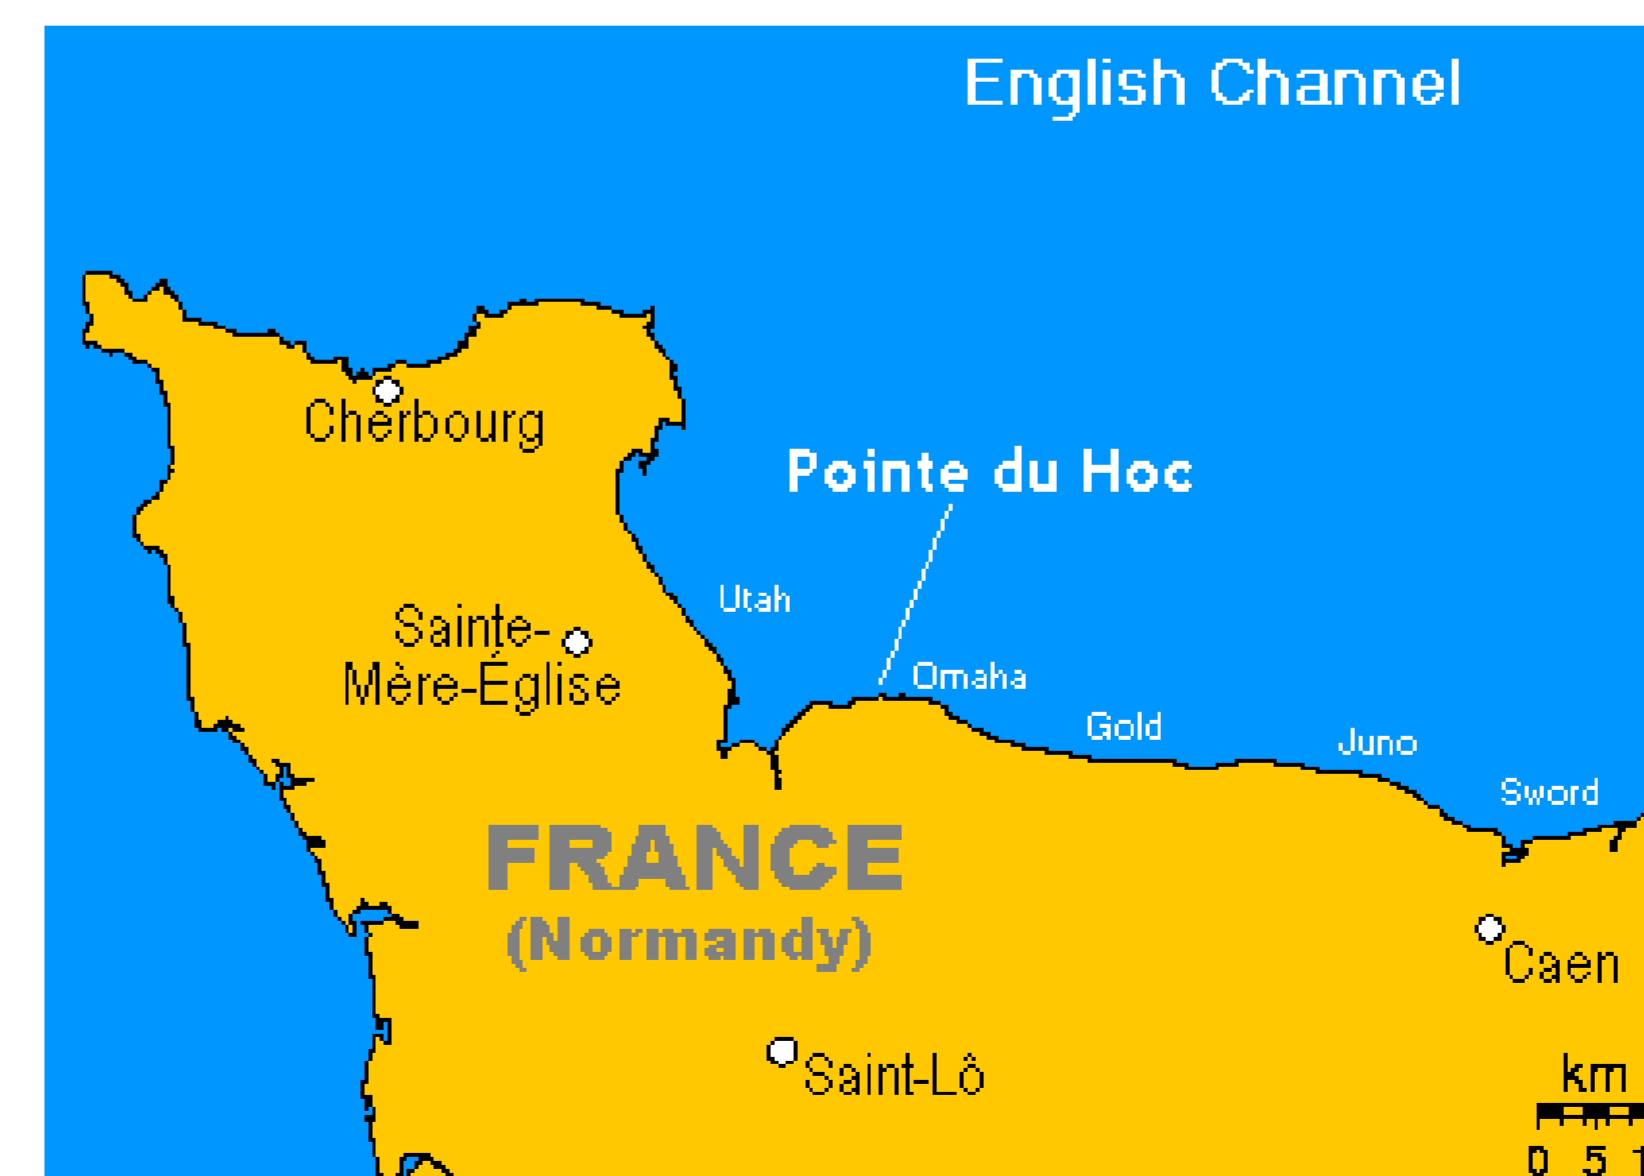 English Channel
Cherbourg
Pointe du Hoc
Utah
Sainte-
Mère-Église
Omaha
Gold
Juno
Sword
FRANCE
(Normandy)
Caen
Saint-Lô
km
0 5